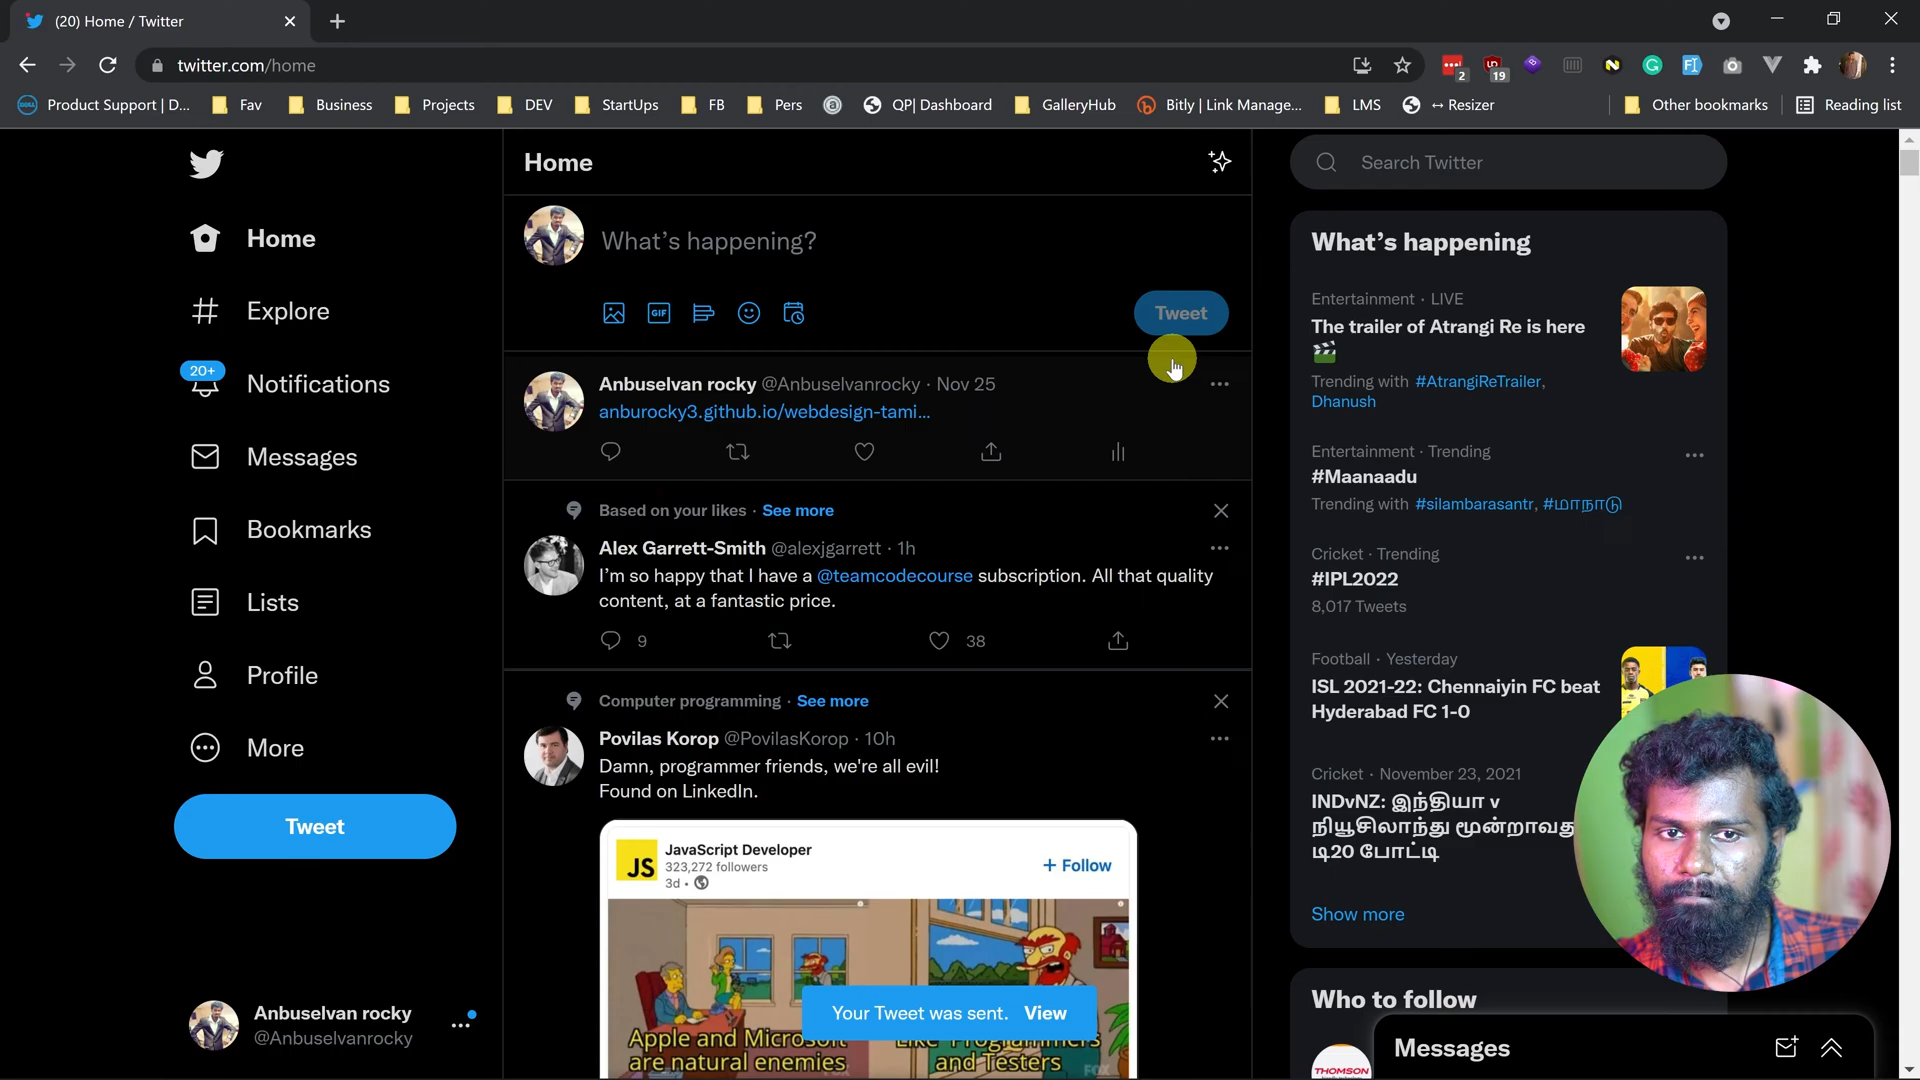 (20) Home / Twitter
twitter.com/home
2
19
Product Support | D...
Fav
Business
Projects
DEV
StartUps
FB
Pers
QP| Dashboard
GalleryHub
Bitly | Link Manage...
LMS
↔ Resizer
Other bookmarks
Reading list
Home
Explore
20+
Notifications
Messages
Bookmarks
Lists
Profile
More
Tweet
Anbuselvan rocky
@Anbuselvanrocky
Home
What's happening?
GIF
Tweet
Anbuselvan rocky @Anbuselvanrocky · Nov 25
anburocky3.github.io/webdesign-tami...
Based on your likes · See more
Alex Garrett-Smith @alexjgarrett · 1h
I'm so happy that I have a @teamcodecourse subscription. All that quality
content, at a fantastic price.
9
38
Computer programming · See more
Povilas Korop @PovilasKorop · 10h
Damn, programmer friends, we're all evil!
Found on LinkedIn.
JS
JavaScript Developer
323,272 followers
3d •
+ Follow
Apple and Microsoft
are natural enemies
Like Programmers
and Testers
FOX
Your Tweet was sent. View
Search Twitter
What's happening
Entertainment · LIVE
The trailer of Atrangi Re is here
🎬
Trending with #AtrangiReTrailer,
Dhanush
Entertainment · Trending
#Maanaadu
Trending with #silambarasantr, #மாநாடு
Cricket · Trending
#IPL2022
8,017 Tweets
Football · Yesterday
ISL 2021-22: Chennaiyin FC beat
Hyderabad FC 1-0
Cricket · November 23, 2021
INDvNZ: இந்தியா v
நியூசிலாந்து மூன்றாவது
டி20 போட்டி
Show more
Who to follow
THOMSON
Messages